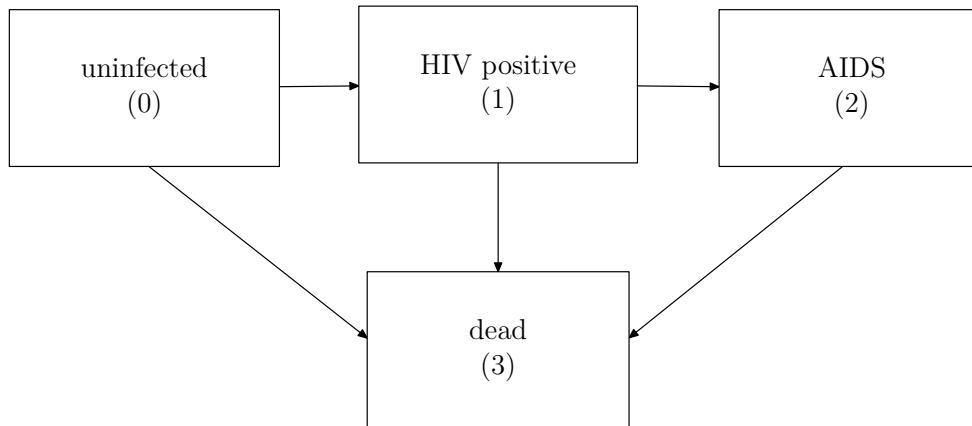 uninfected
(0)
HIV positive
(1)
AIDS
(2)
dead
(3)